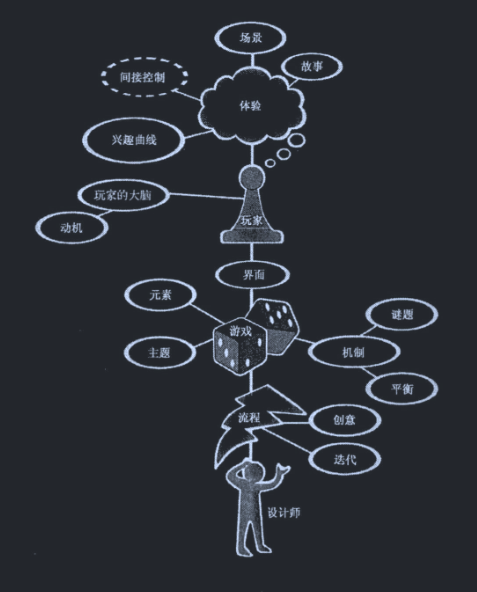 场景
故事
间接控制
体验
兴趣曲线
玩家的大脑
动机
玩家
界面
元素
谜题
游戏
主题
机制
平衡
流程
创意
迭代
设计师